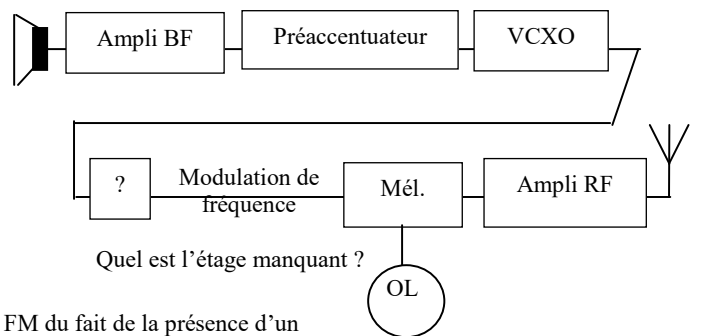 Ampli BF
Préaccentuateur
VCXO
?
Modulation de
fréquence
Mél.
Ampli RF
Quel est l’étage manquant ?
OL
FM du fait de la présence d’un